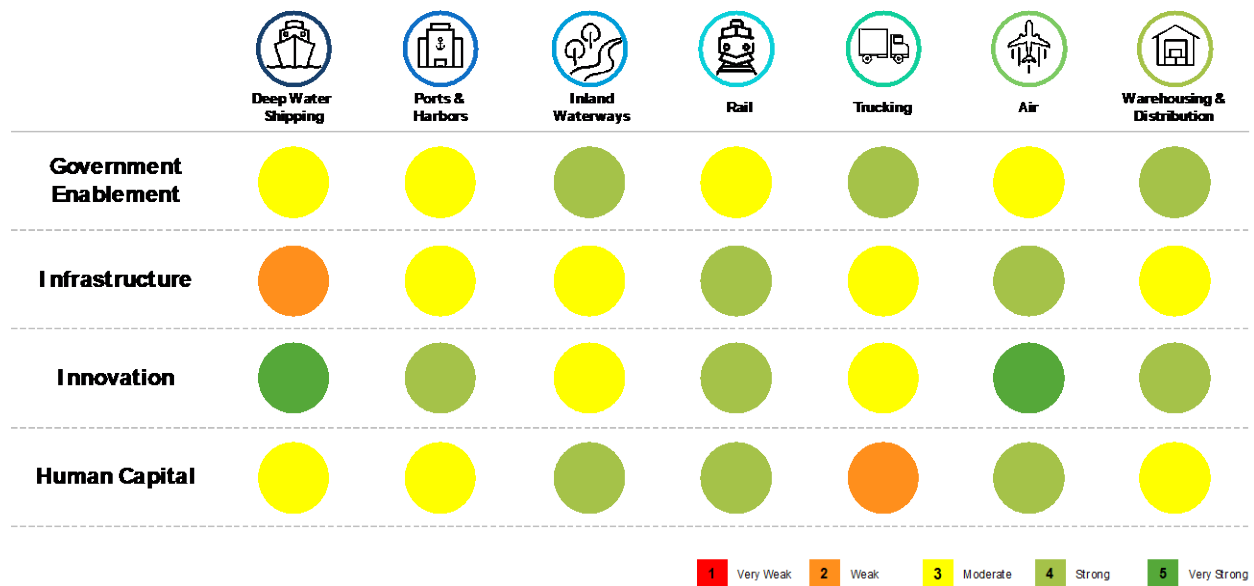 Deep Water
Shipping
Ports &
Harbors
Inland
Waterways
Rail
Trucking
Air
Warehousing &
Distribution
Government
Enablement
Infrastructure
Innovation
Human Capital
1 Very Weak 2 Weak 3 Moderate 4 Strong 5 Very Strong